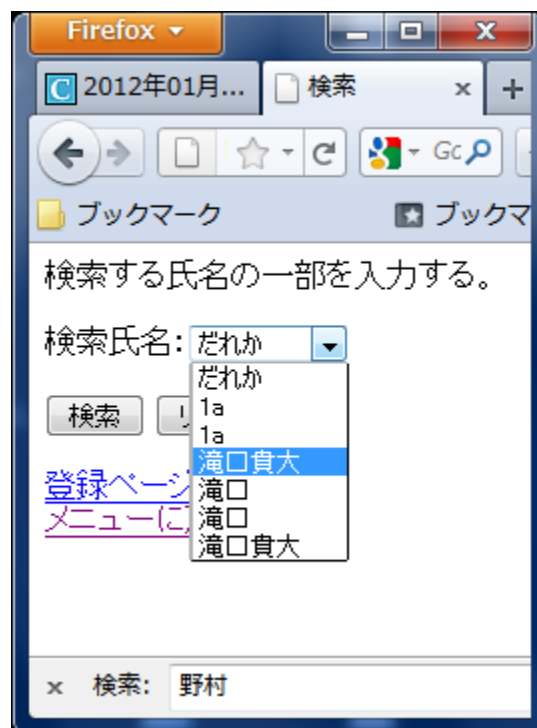 Firefox
2012年01月...
検索
Gc
ブックマーク
ブックマ
検索する氏名の一部を入力する。
検索氏名: だれか
だれか
1a
1a
滝口貴大
滝口
滝口
滝口貴大
検索
リ
登録ページ
メニューに
x 検索: 野村